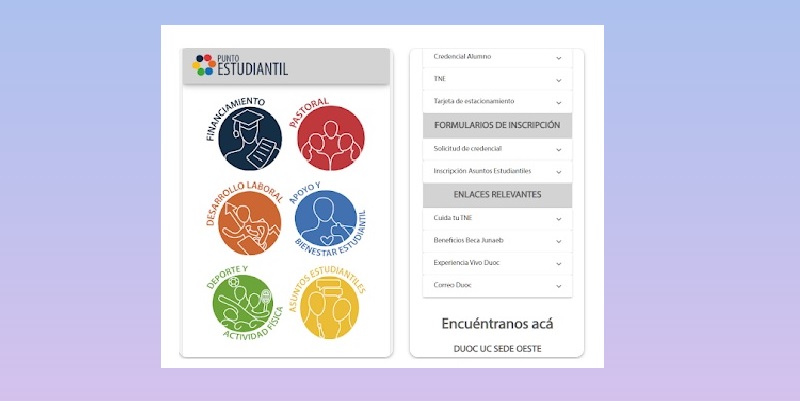 PUNTO
ESTUDIANTIL
FINANCIAMIENTO
PASTORAL
DESARROLLO LABORAL
APOYO Y
BIENESTAR ESTUDIANTIL
DEPORTE Y
ACTIVIDAD FÍSICA
ASUNTOS ESTUDIANTILES
Credencial Alumno
TNE
Tarjeta de estacionamiento
FORMULARIOS DE INSCRIPCIÓN
Solicitud de credencial
Inscripción Asuntos Estudiantiles
ENLACES RELEVANTES
Cuida tu TNE
Beneficios Beca Junaeb
Experiencia Vivo Duoc
Correo Duoc
Encuéntranos acá
DUOC UC SEDE OESTE